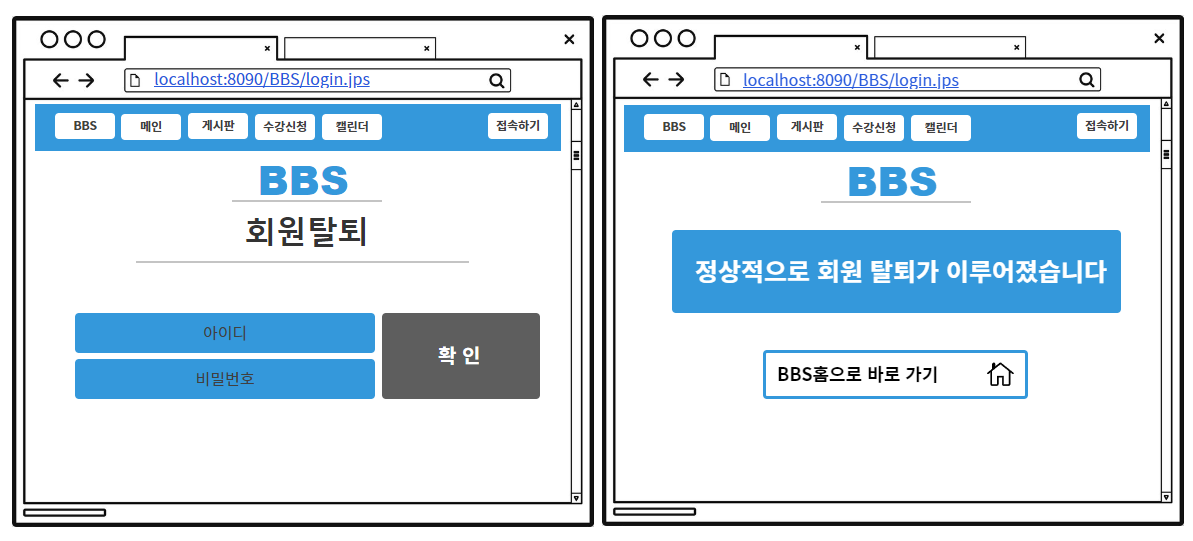 localhost:8090/BBS/login.jps
BBS 메인 게시판 수강신청 캘린더 접속하기
BBS
회원탈퇴
아이디
비밀번호
확 인
localhost:8090/BBS/login.jps
BBS 메인 게시판 수강신청 캘린더 접속하기
BBS
정상적으로 회원 탈퇴가 이루어졌습니다
BBS홈으로 바로 가기